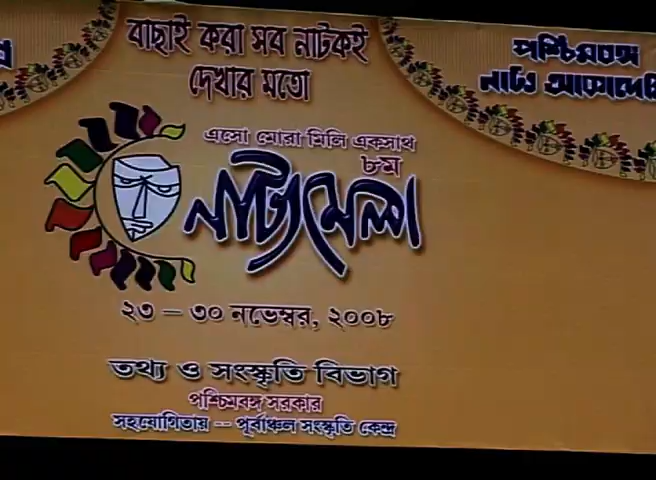 বাছাই করা সব নাটকই
দেখার মতো
পশ্চিমবঙ্গ
নাট্য আকাদেমি
এসো মোরা মিলি একসাথ
৮ম
নাট্যমেলা
২৩ – ৩০ নভেম্বর, ২০০৮
তথ্য ও সংস্কৃতি বিভাগ
পশ্চিমবঙ্গ সরকার
সহযোগিতায় -- পূর্বাঞ্চল সংস্কৃতি কেন্দ্র